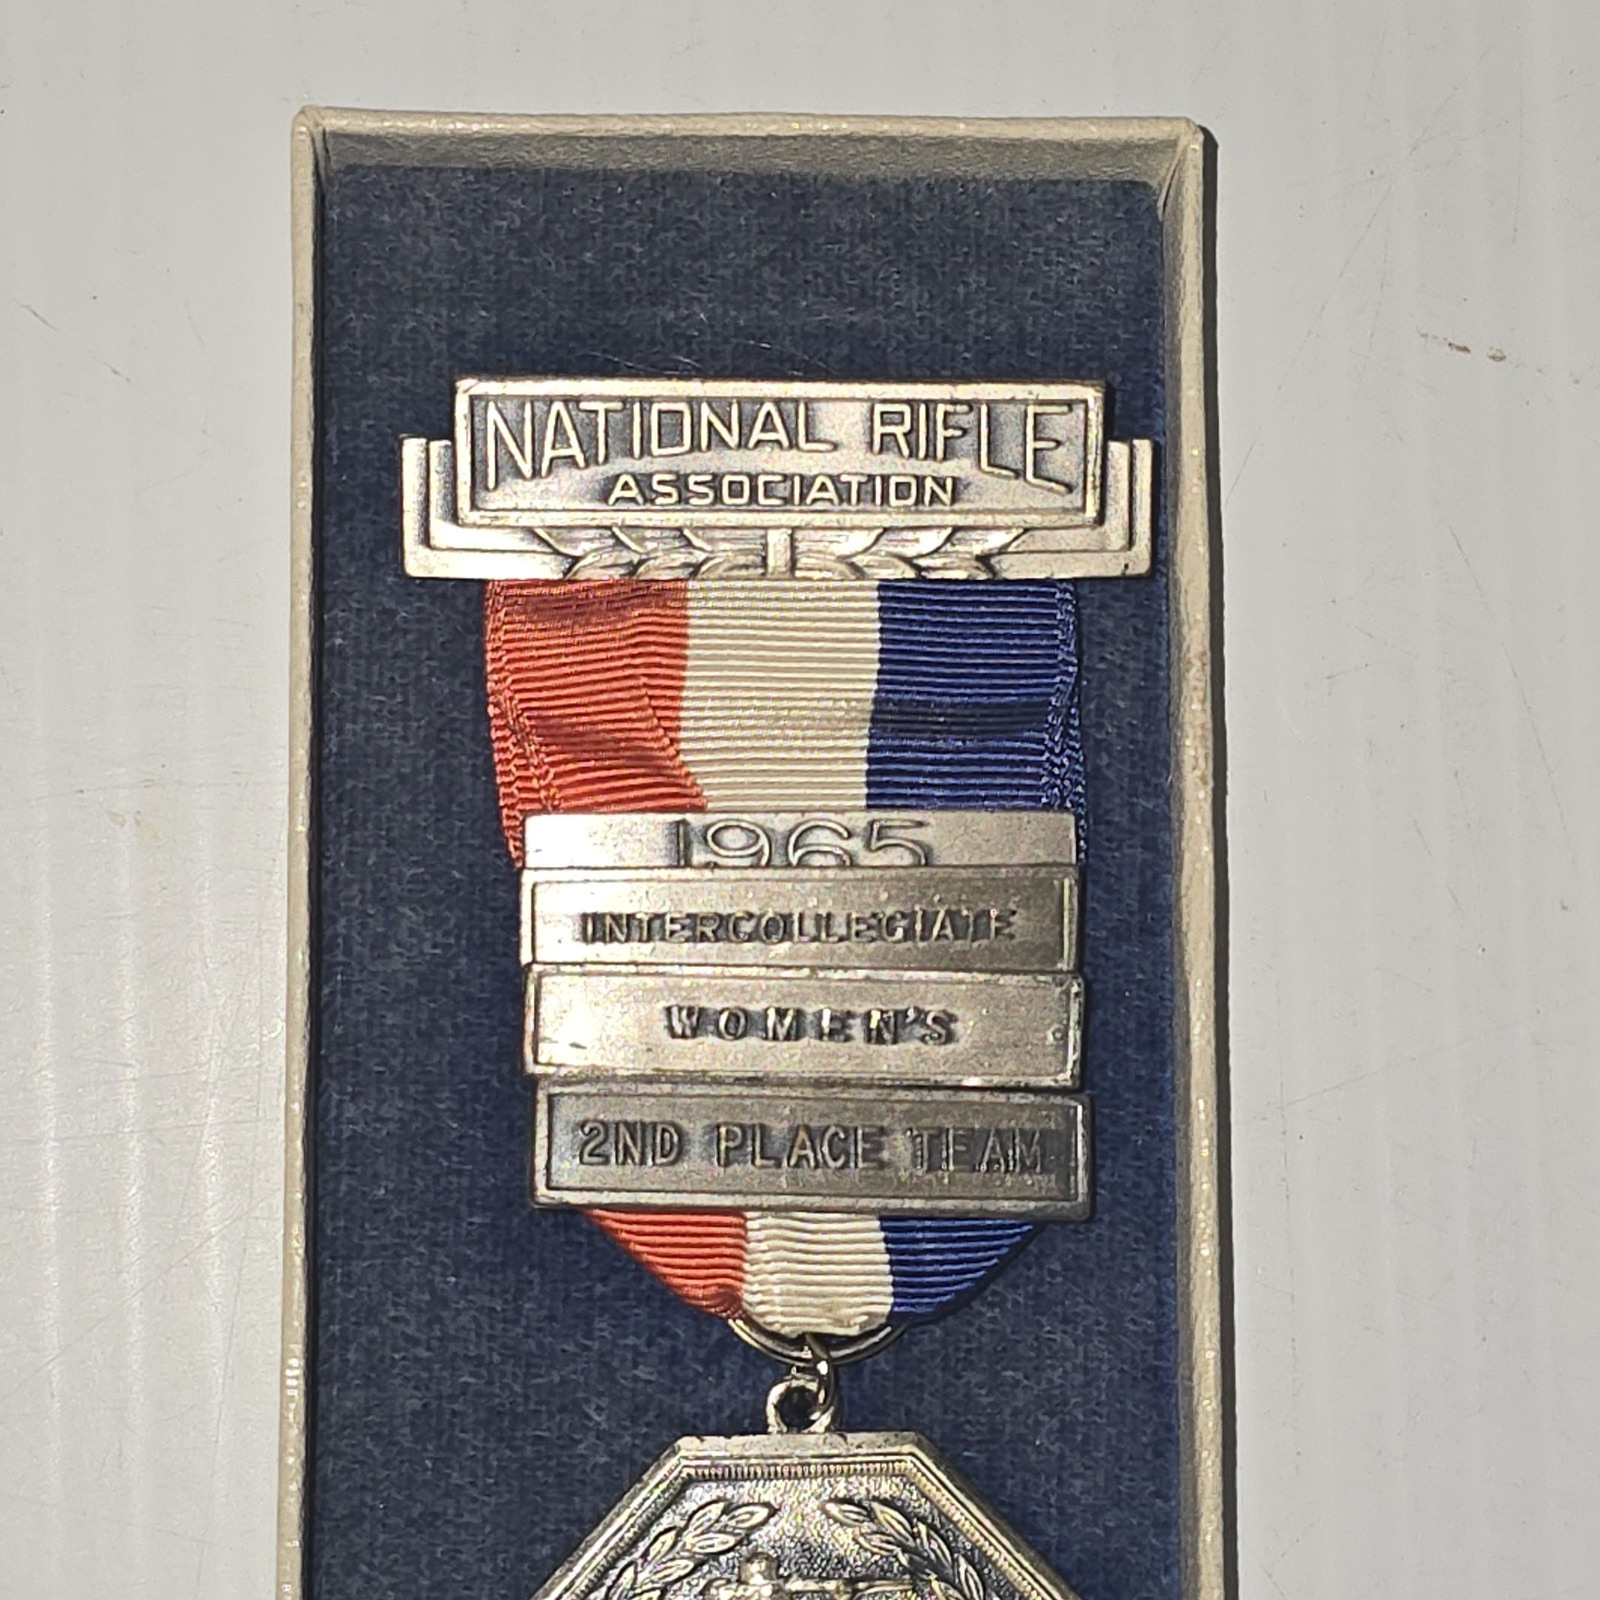 NATIONAL RIFLE
ASSOCIATION
1965
INTERCOLLEGIATE
WOMEN'S
2ND PLACE TEAM